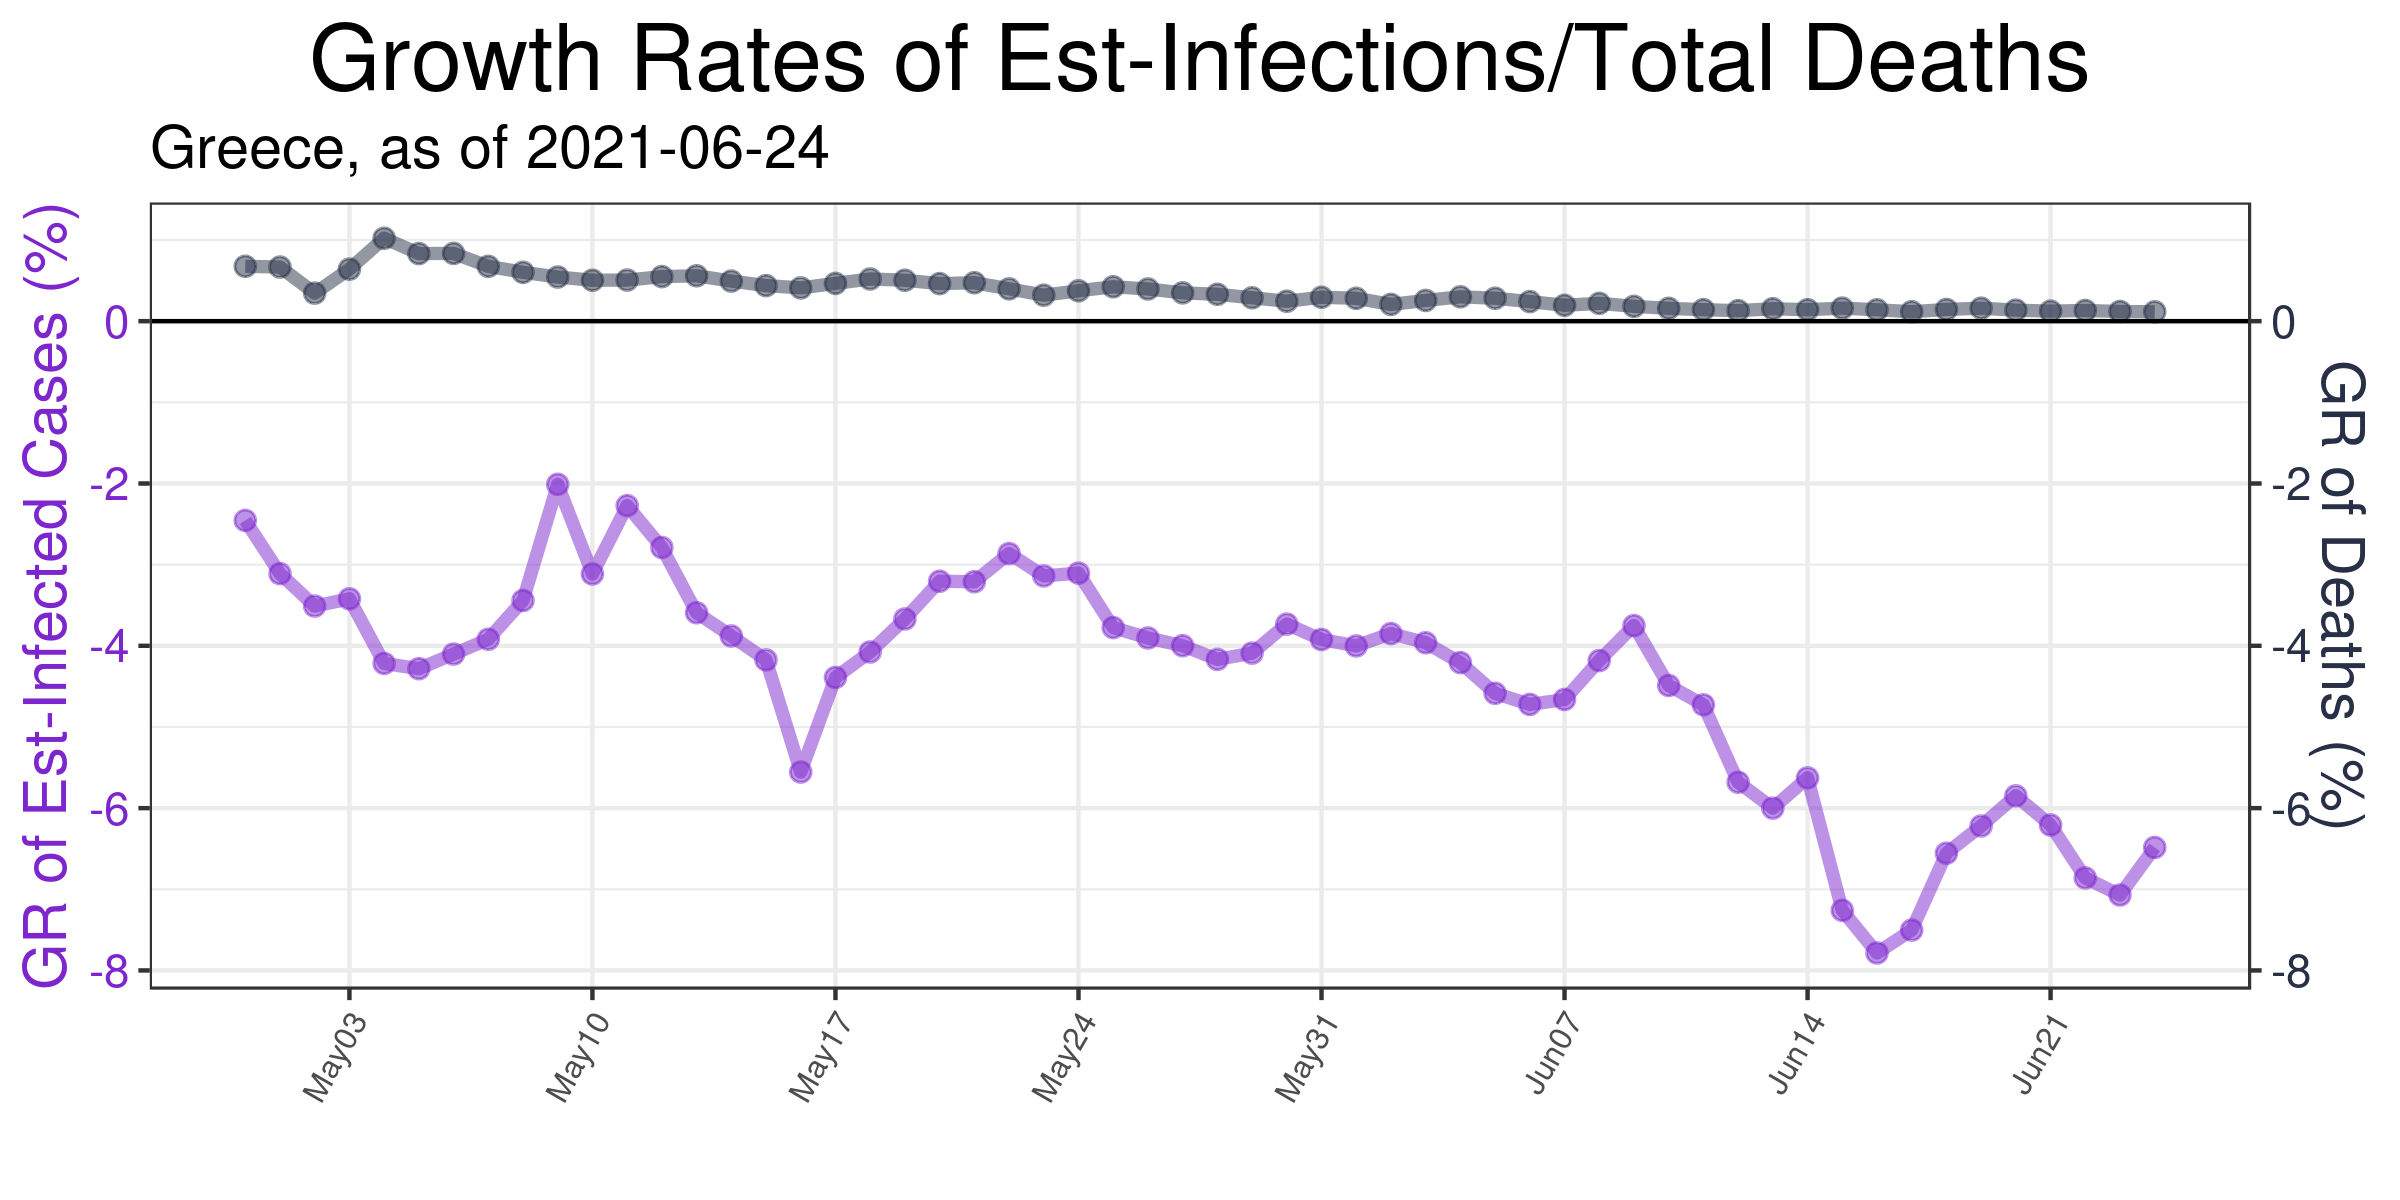 Growth Rates of Est-Infections/Total Deaths
Greece, as of 2021-06-24
GR of Est-Infected Cases (%)
0
-2
-4
-6
-8
0
-2
-4
-6
-8
GR of Deaths (%)
May03
May10
May17
May24
May31
Jun07
Jun14
Jun21